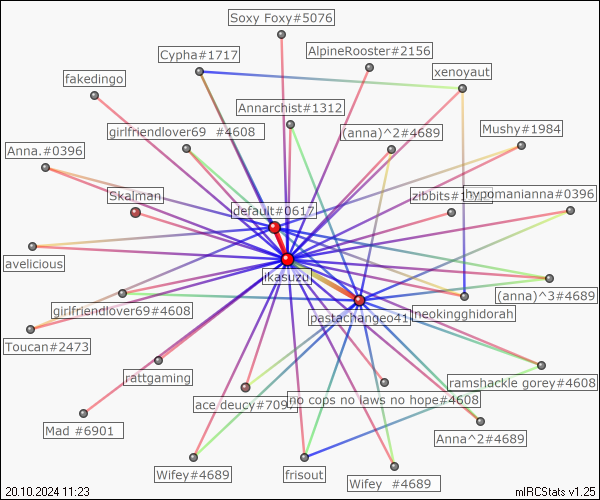 Soxy Foxy#5076
Cypha#1717
AlpineRooster#2156
xenoyaut
fakedingo
Annarchist#1312
girlfriendlover69 #4608
(anna)^2#4689
Mushy#1984
Anna.#0396
Skalman
default#0617
hypomanianna#0396
avelicious
ikasuzu
(anna)^3#4689
girlfriendlover69#4608
pastachangeo41
neokingghidorah
Toucan#2473
rattgaming
ramshackle gorey#4608
ace deucy#7097
no cops no laws no hope#4608
Mad #6901
Anna^2#4689
Wifey#4689
frisout
Wifey #4689
20.10.2024 11:23
mIRCStats v1.25